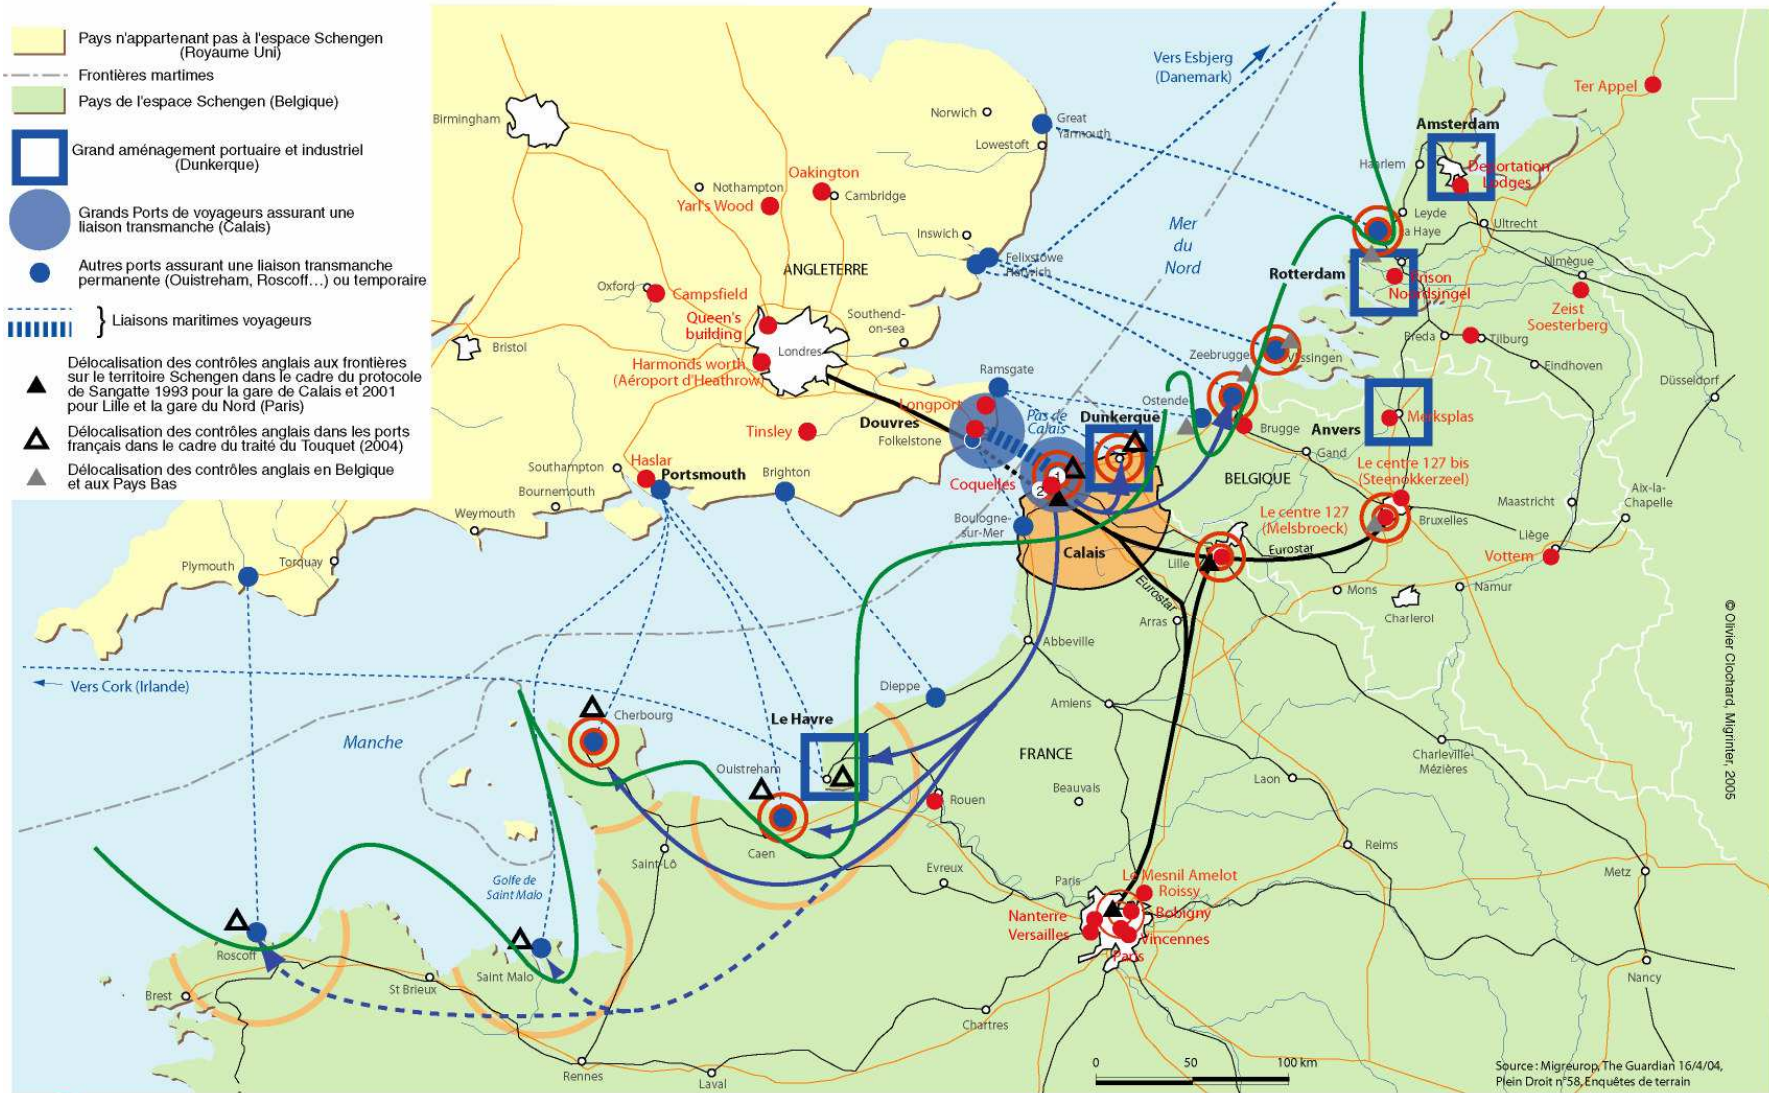 Pays n'appartenant pas à l'espace Schengen
(Royaume Uni)
Frontières martimes
Pays de l'espace Schengen (Belgique)
Grand aménagement portuaire et industriel
(Dunkerque)
Grands Ports de voyageurs assurant une
liaison transmanche (Calais)
Autres ports assurant une liaison transmanche
permanente (Ouistreham, Roscoff...) ou temporaire
} Liaisons maritimes voyageurs
Délocalisation des contrôles anglais aux frontières
sur le territoire Schengen dans le cadre du protocole
de Sangatte 1993 pour la gare de Calais et 2001
pour Lille et la gare du Nord (Paris)
Délocalisation des contrôles anglais dans les ports
français dans le cadre du traité du Touquet (2004)
Délocalisation des contrôles anglais en Belgique
et aux Pays Bas
Vers Esbjerg
(Danemark)
Ter Appel
Birmingham
Norwich
Great
Yarmouth
Lowestoft
Amsterdam
Haarlem
Deportation
Lodges
Oakington
Nothampton
Cambridge
Yarl's Wood
Leyde
la Haye
Ultrecht
Mer
du
Nord
Inswich
Felixstowe
Harwich
ANGLETERRE
Rotterdam
Nimègue
Prison
Noordsingel
Zeist
Soesterberg
Oxford
Campsfield
Queen's
building
Southend-
on-sea
Londres
Bristol
Harmonds worth
(Aéroport d'Heathrow)
Breda
Tilburg
Zeebrugge
Vlissingen
Eindhoven
Düsseldorf
Ramsgate
Longport
Pas de
Calais
Dunkerque
Ostende
Merksplas
Anvers
Brugge
Tinsley
Douvres
Folkelstone
Gand
BELGIQUE
Haslar
Southampton
Portsmouth
Brighton
Bournemouth
Weymouth
Coquelles
1
2
Le centre 127 bis
(Steenokkerzeel)
Le centre 127
(Melsbroeck)
Bruxelles
Maastricht
Aix-la-
Chapelle
Liège
Vottem
Boulogne-
sur-Mer
Calais
Lille
Eurostar
Eurostar
Plymouth
Torquay
Mons
Namur
Charleroi
Arras
Abbeville
Vers Cork (Irlande)
Dieppe
Amiens
Cherbourg
Le Havre
Manche
FRANCE
Charleville-
Mézières
Ouistreham
Laon
Beauvais
Rouen
Caen
Saint-Lô
Reims
Evreux
Paris
Le Mesnil Amelot
Roissy
Metz
Golfe de
Saint Malo
Nanterre
Bobigny
Versailles
Vincennes
Paris
Roscoff
Saint Malo
St Brieux
Brest
Nancy
Chartres
Rennes
Laval
0 50 100 km
Source : Migreurop, The Guardian 16/4/04,
Plein Droit n°58, Enquêtes de terrain
© Olivier Clochard, Migrinter, 2005